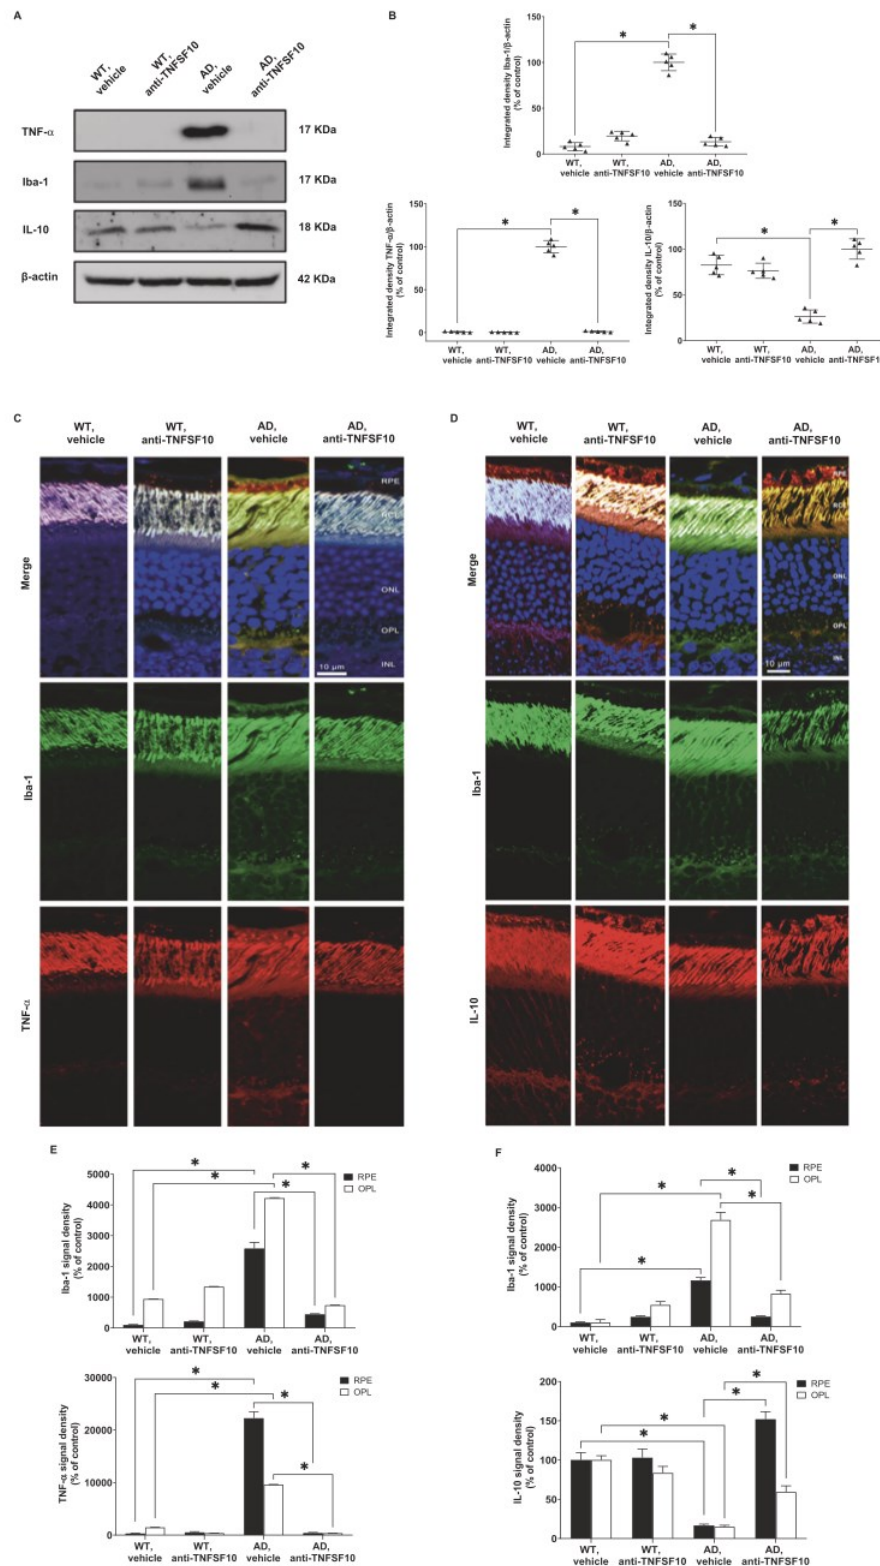 A
WT,
vehicle
WT,
anti-TNFSF10
AD,
vehicle
AD,
anti-TNFSF10
TNF-α
17 KDa
Iba-1
17 KDa
IL-10
18 KDa
β-actin
42 KDa
B
Integrated density Iba-1/β-actin
(% of control)
150
100
50
0
*
*
WT,
vehicle
WT,
anti-TNFSF10
AD,
vehicle
AD,
anti-TNFSF10
Integrated density TNF-α/β-actin
(% of control)
150
100
50
0
*
*
WT,
vehicle
WT,
anti-TNFSF10
AD,
vehicle
AD,
anti-TNFSF10
Integrated density IL-10/β-actin
(% of control)
150
100
50
0
*
*
WT,
vehicle
WT,
anti-TNFSF10
AD,
vehicle
AD,
anti-TNFSF1
C
WT,
vehicle
WT,
anti-TNFSF10
AD,
vehicle
AD,
anti-TNFSF10
Merge
RPE
RCL
ONL
OPL
INL
10 μm
Iba-1
TNF-α
D
WT,
vehicle
WT,
anti-TNFSF10
AD,
vehicle
AD,
anti-TNFSF10
Merge
RPE
RCL
ONL
OPL
INL
10 μm
Iba-1
IL-10
E
Iba-1 signal density
(% of control)
5000
4000
3000
2000
1000
0
*
*
*
*
RPE
OPL
WT,
vehicle
WT,
anti-TNFSF10
AD,
vehicle
AD,
anti-TNFSF10
TNF-α signal density
(% of control)
30000
20000
10000
0
*
*
*
*
RPE
OPL
WT,
vehicle
WT,
anti-TNFSF10
AD,
vehicle
AD,
anti-TNFSF10
F
Iba-1 signal density
(% of control)
4000
3000
2000
1000
0
*
*
*
*
RPE
OPL
WT,
vehicle
WT,
anti-TNFSF10
AD,
vehicle
AD,
anti-TNFSF10
IL-10 signal density
(% of control)
200
150
100
50
0
*
*
*
*
RPE
OPL
WT,
vehicle
WT,
anti-TNFSF10
AD,
vehicle
AD,
anti-TNFSF10